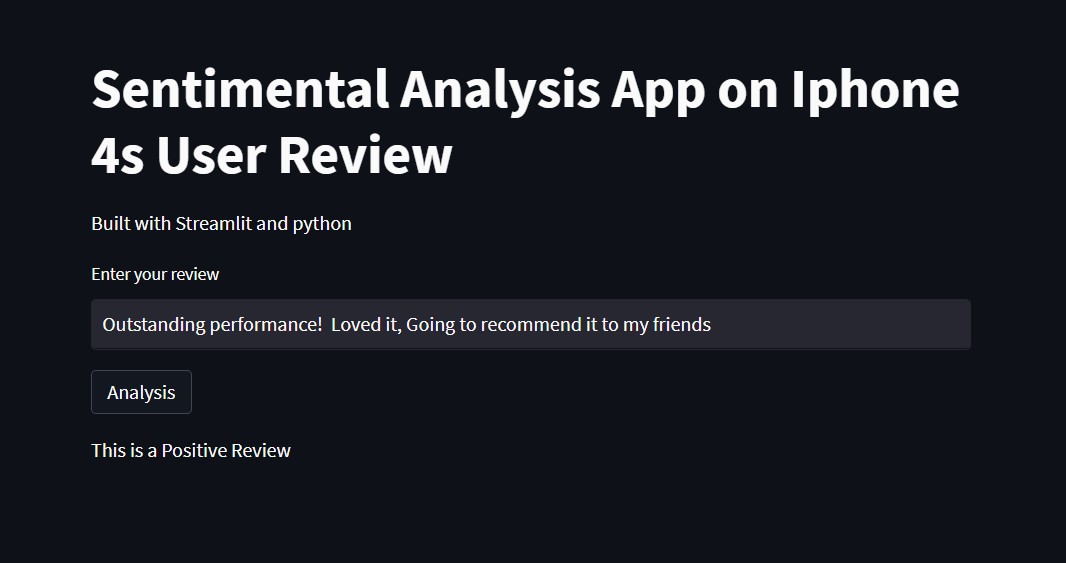 Sentimental Analysis App on Iphone
4s User Review
Built with Streamlit and python
Enter your review
Outstanding performance!  Loved it, Going to recommend it to my friends
Analysis
This is a Positive Review